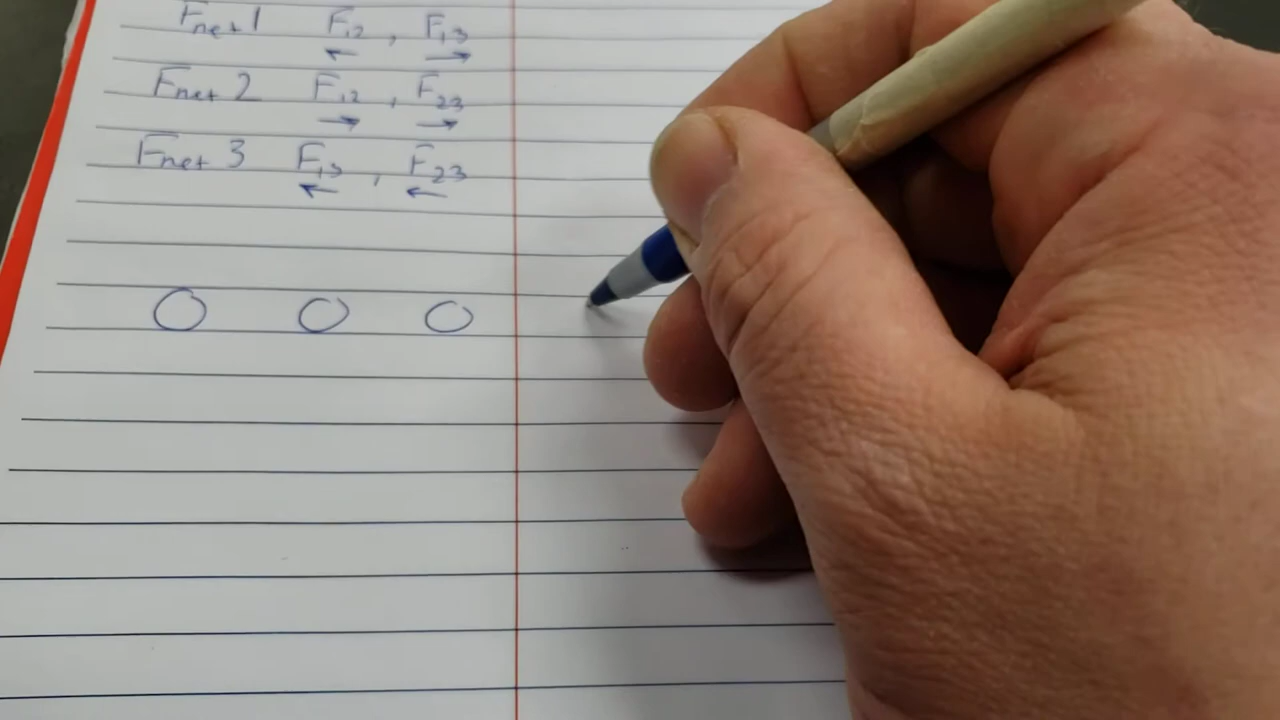 Fnet 1 F12 , F13
← →
Fnet 2 F12 , F23
→ →
Fnet 3 F13 , F23
← ←